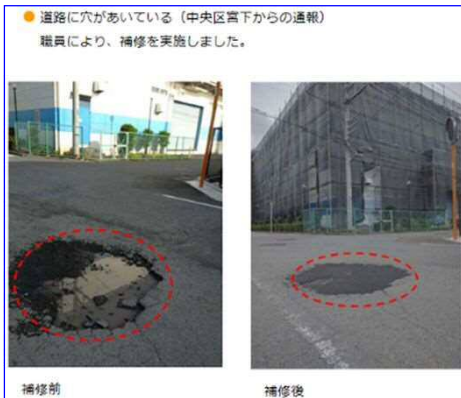 ● 道路に穴があいている（中央区宮下からの通報）
職員により、補修を実施しました。
補修前
補修後